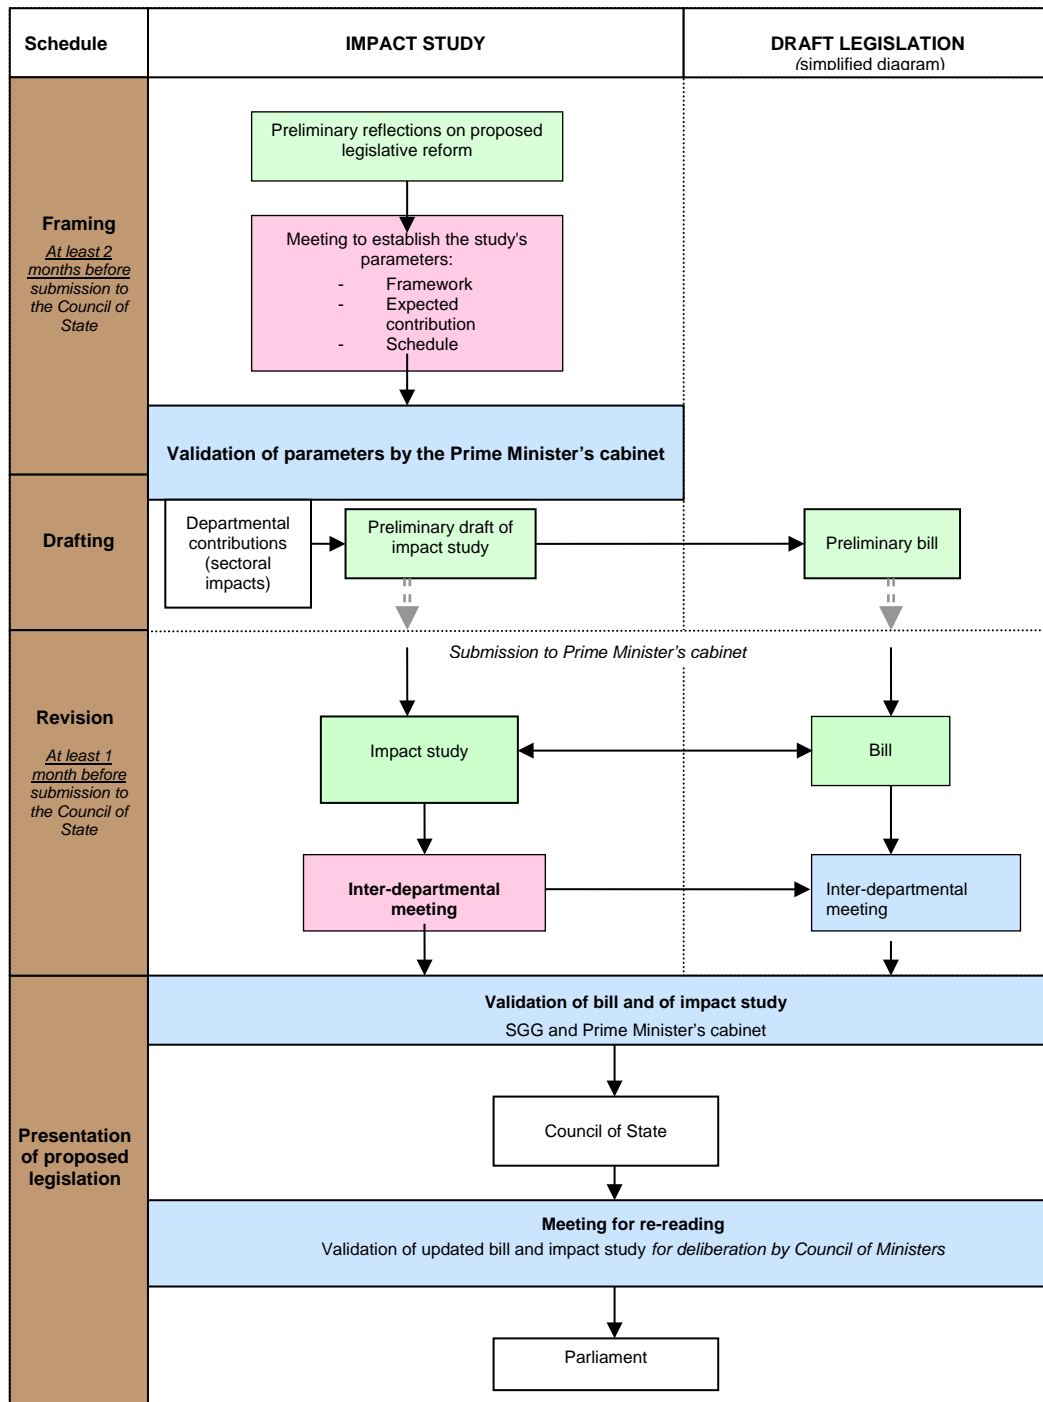 Schedule
IMPACT STUDY
DRAFT LEGISLATION
(simplified diagram)
Framing
At least 2
months before
submission to
the Council of
State
Preliminary reflections on proposed
legislative reform
Meeting to establish the study's
parameters:
- Framework
- Expected
contribution
- Schedule
Validation of parameters by the Prime Minister’s cabinet
Drafting
Departmental
contributions
(sectoral
impacts)
Preliminary draft of
impact study
Preliminary bill
Submission to Prime Minister’s cabinet
Revision
At least 1
month before
submission to
the Council of
State
Impact study
Bill
Inter-departmental
meeting
Inter-departmental
meeting
Presentation
of proposed
legislation
Validation of bill and of impact study
SGG and Prime Minister’s cabinet
Council of State
Meeting for re-reading
Validation of updated bill and impact study for deliberation by Council of Ministers
Parliament